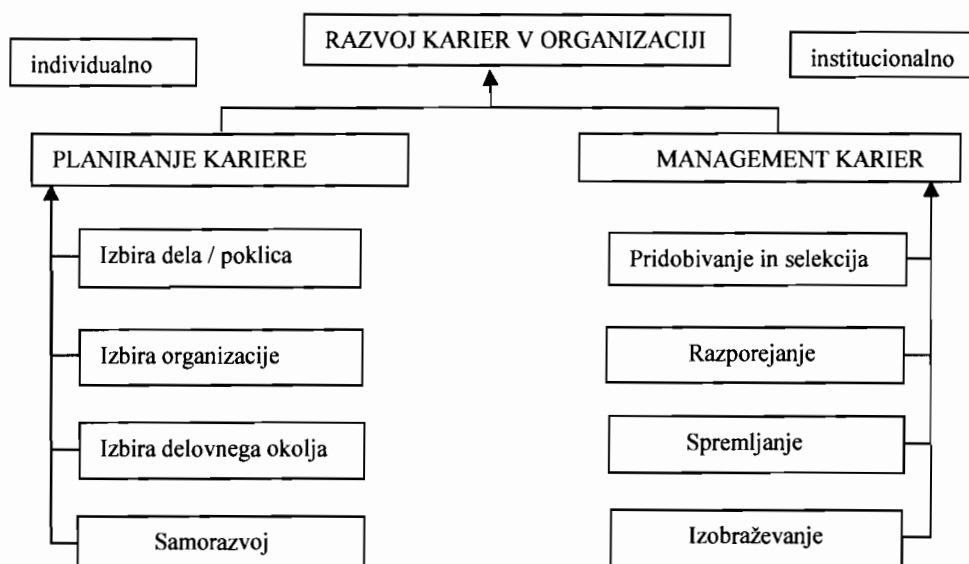 RAZVOJ KARIER V ORGANIZACIJI
individualno
institucionalno
PLANIRANJE KARIERE
MANAGEMENT KARIER
Izbira dela / poklica
Pridobivanje in selekcija
Izbira organizacije
Razporejanje
Izbira delovnega okolja
Spremljanje
Samorazvoj
Izobraževanje